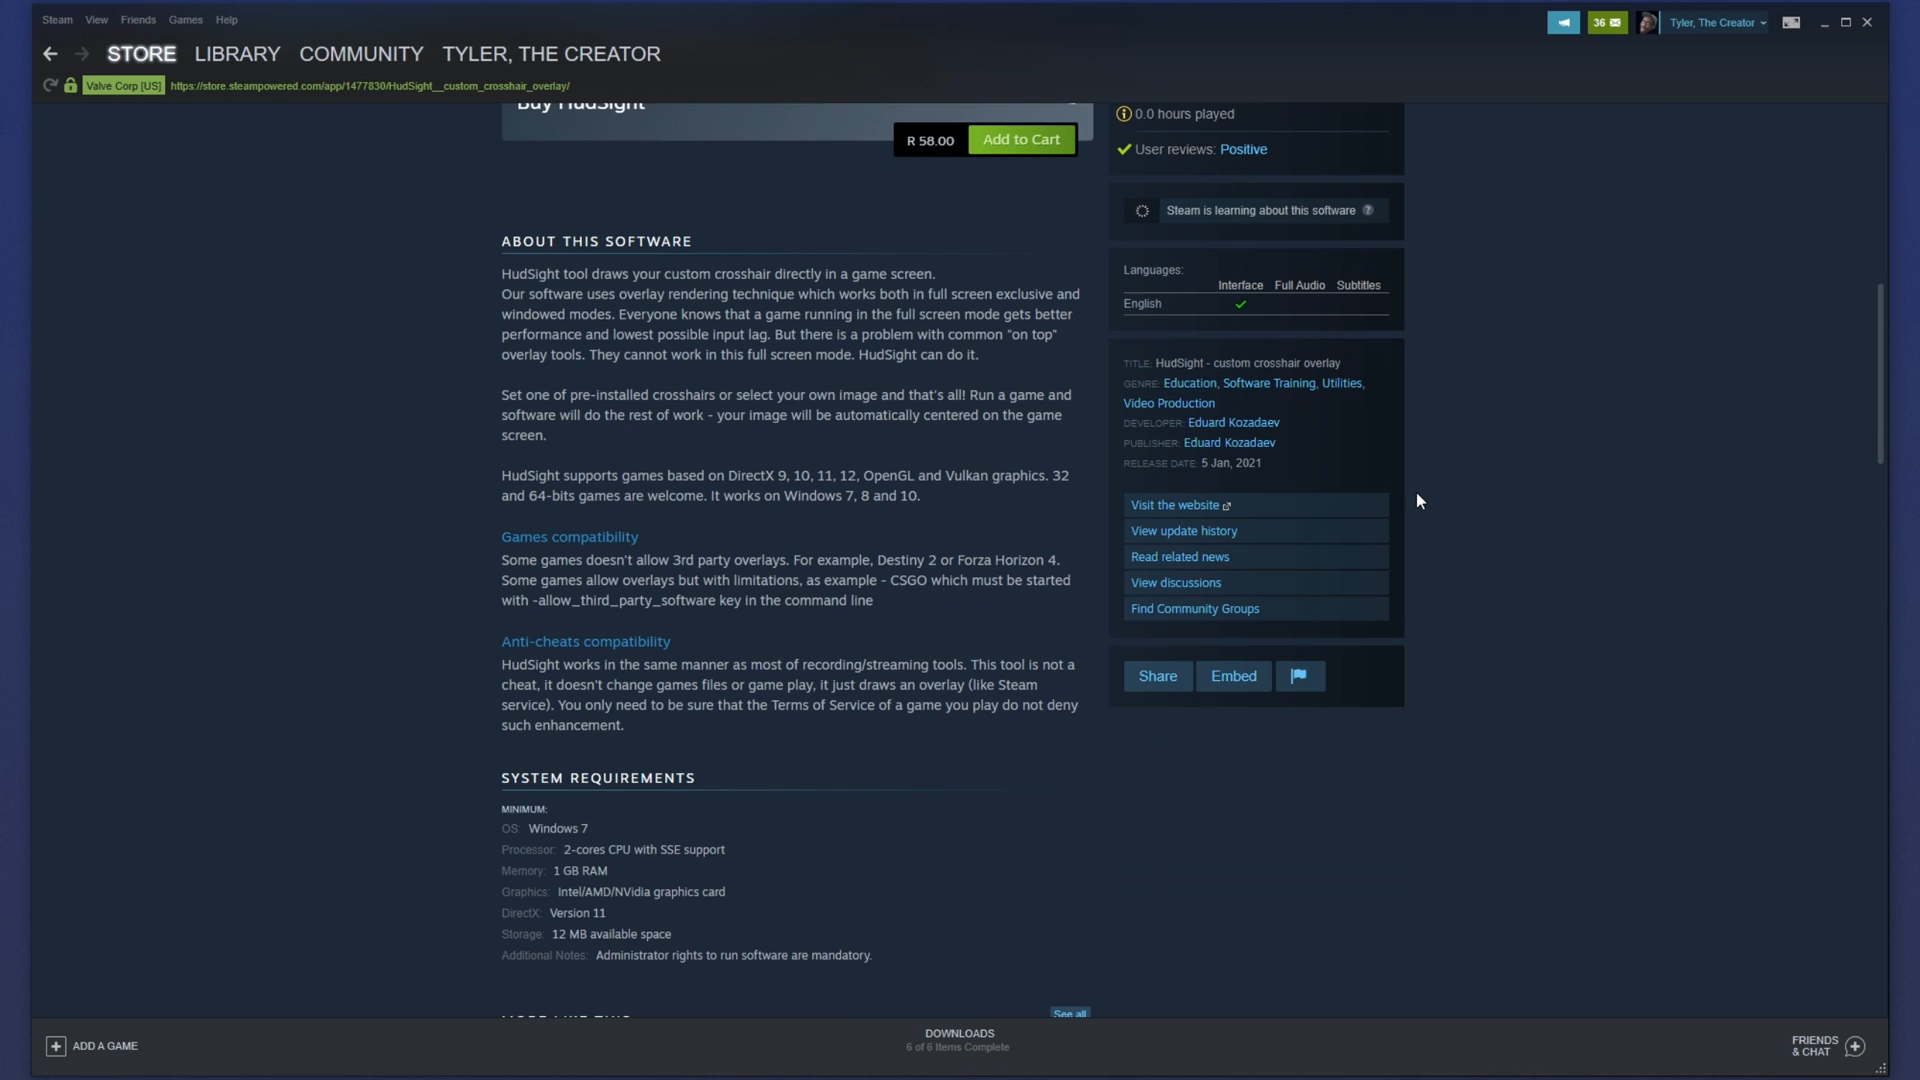 Steam View Friends Games Help
36 Tyler, The Creator
STORE LIBRARY COMMUNITY TYLER, THE CREATOR
Valve Corp [US] https://store.steampowered.com/app/1477830/HudSight__custom_crosshair_overlay/
Buy HudSight
R 58.00 Add to Cart
ABOUT THIS SOFTWARE
HudSight tool draws your custom crosshair directly in a game screen.
Our software uses overlay rendering technique which works both in full screen exclusive and
windowed modes. Everyone knows that a game running in the full screen mode gets better
performance and lowest possible input lag. But there is a problem with common "on top"
overlay tools. They cannot work in this full screen mode. HudSight can do it.
Set one of pre-installed crosshairs or select your own image and that's all! Run a game and
software will do the rest of work - your image will be automatically centered on the game
screen.
HudSight supports games based on DirectX 9, 10, 11, 12, OpenGL and Vulkan graphics. 32
and 64-bits games are welcome. It works on Windows 7, 8 and 10.
Games compatibility
Some games doesn't allow 3rd party overlays. For example, Destiny 2 or Forza Horizon 4.
Some games allow overlays but with limitations, as example - CSGO which must be started
with -allow_third_party_software key in the command line
Anti-cheats compatibility
HudSight works in the same manner as most of recording/streaming tools. This tool is not a
cheat, it doesn't change games files or game play, it just draws an overlay (like Steam
service). You only need to be sure that the Terms of Service of a game you play do not deny
such enhancement.
SYSTEM REQUIREMENTS
MINIMUM:
OS: Windows 7
Processor: 2-cores CPU with SSE support
Memory: 1 GB RAM
Graphics: Intel/AMD/NVidia graphics card
DirectX: Version 11
Storage: 12 MB available space
Additional Notes: Administrator rights to run software are mandatory.
MORE LIKE THIS
See all
0.0 hours played
User reviews: Positive
Steam is learning about this software ?
Languages:
Interface Full Audio Subtitles
English
TITLE: HudSight - custom crosshair overlay
GENRE: Education, Software Training, Utilities,
Video Production
DEVELOPER: Eduard Kozadaev
PUBLISHER: Eduard Kozadaev
RELEASE DATE: 5 Jan, 2021
Visit the website
View update history
Read related news
View discussions
Find Community Groups
Share Embed
ADD A GAME
DOWNLOADS
6 of 6 Items Complete
FRIENDS
& CHAT